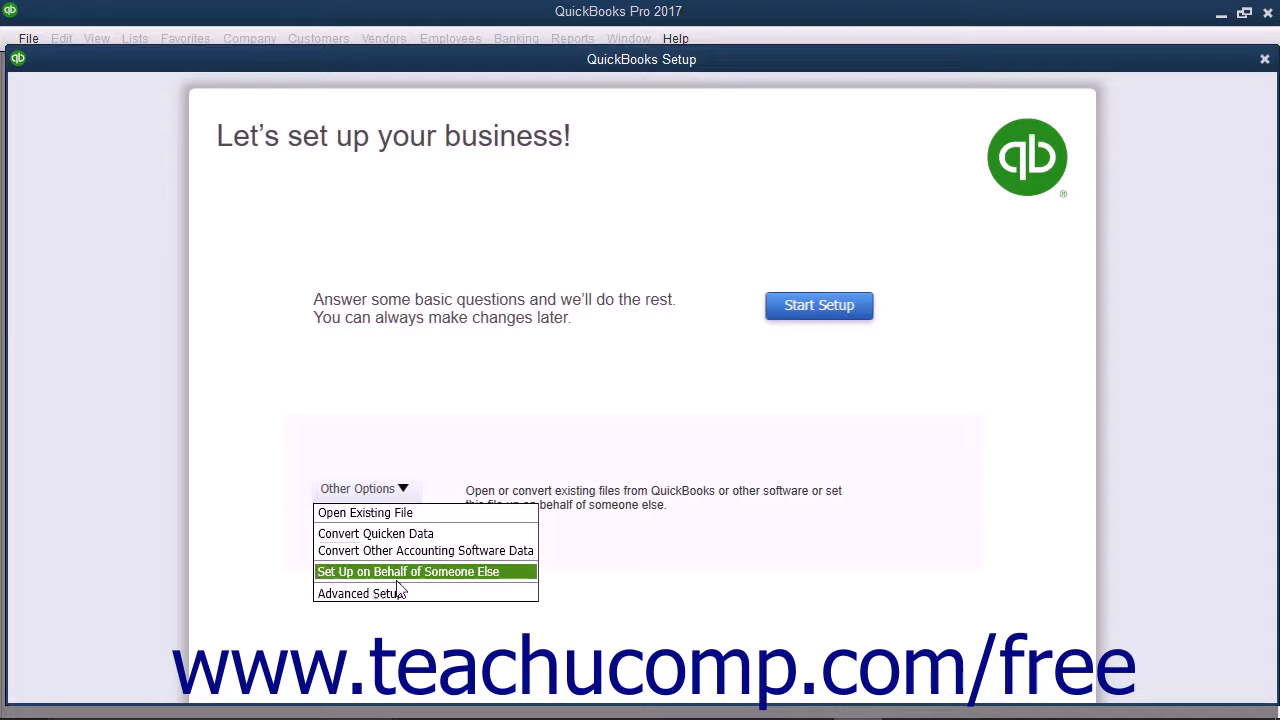 QuickBooks Pro 2017
File Edit View Lists Favorites Company Customers Vendors Employees Banking Reports Window Help
QuickBooks Setup
Let’s set up your business!
qb
®
Answer some basic questions and we’ll do the rest.
You can always make changes later.
Start Setup
Other Options ▼
Open or convert existing files from QuickBooks or other software or set
behalf of someone else.
Open Existing File
Convert Quicken Data
Convert Other Accounting Software Data
Set Up on Behalf of Someone Else
Advanced Setup
www.teachucomp.com/free